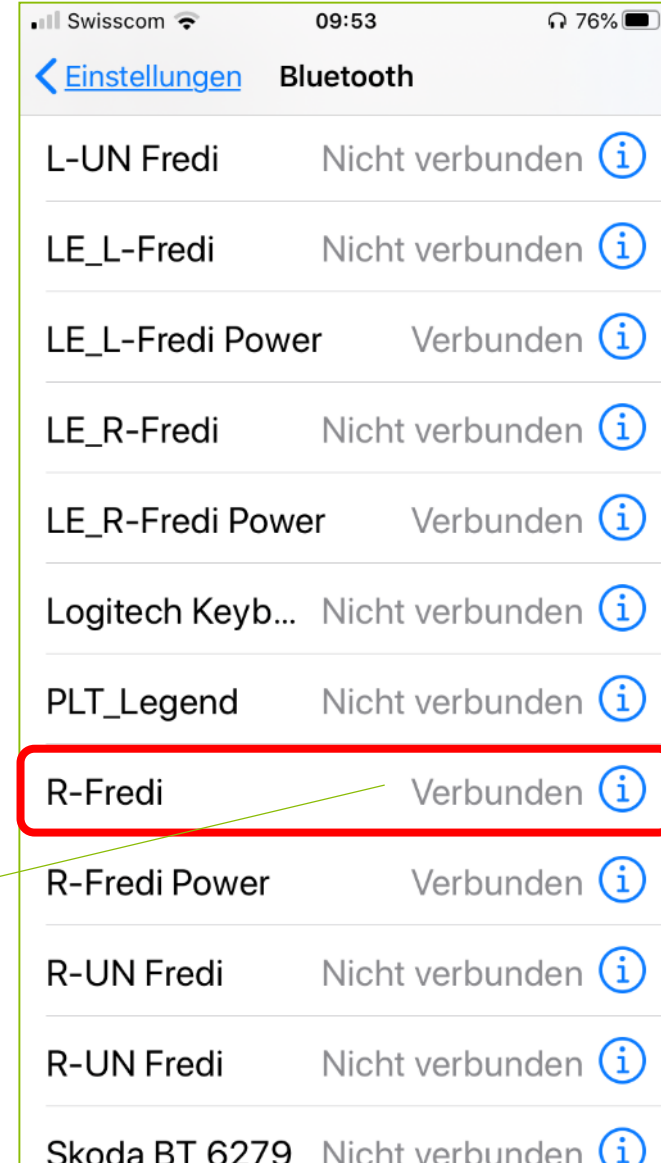 Swisscom 09:53 76%
Einstellungen Bluetooth
L-UN Fredi Nicht verbunden
LE_L-Fredi Nicht verbunden
LE_L-Fredi Power Verbunden
LE_R-Fredi Nicht verbunden
LE_R-Fredi Power Verbunden
Logitech Keyb... Nicht verbunden
PLT_Legend Nicht verbunden
R-Fredi Verbunden
R-Fredi Power Verbunden
R-UN Fredi Nicht verbunden
R-UN Fredi Nicht verbunden
Skoda BT 6279 Nicht verbunden